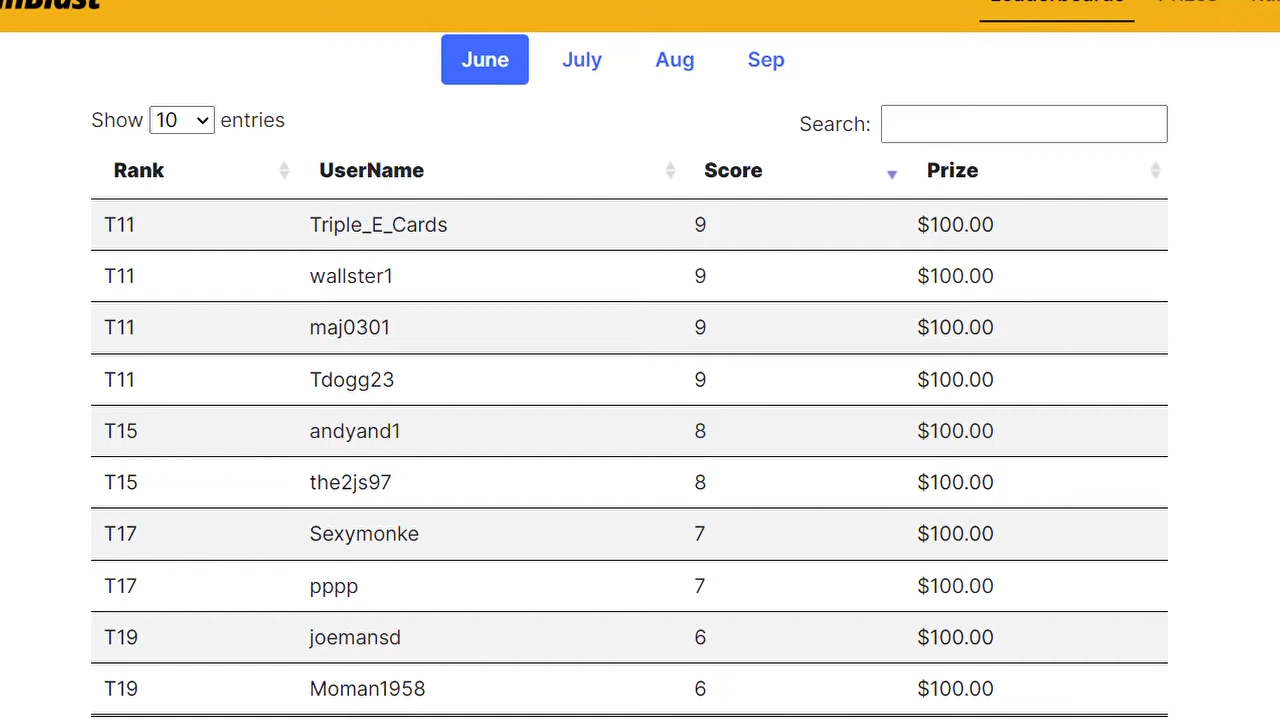 June July Aug Sep
Show 10 entries Search:
Rank UserName Score Prize
T11 Triple_E_Cards 9 $100.00
T11 wallster1 9 $100.00
T11 maj0301 9 $100.00
T11 Tdogg23 9 $100.00
T15 andyand1 8 $100.00
T15 the2js97 8 $100.00
T17 Sexymonke 7 $100.00
T17 pppp 7 $100.00
T19 joemansd 6 $100.00
T19 Moman1958 6 $100.00